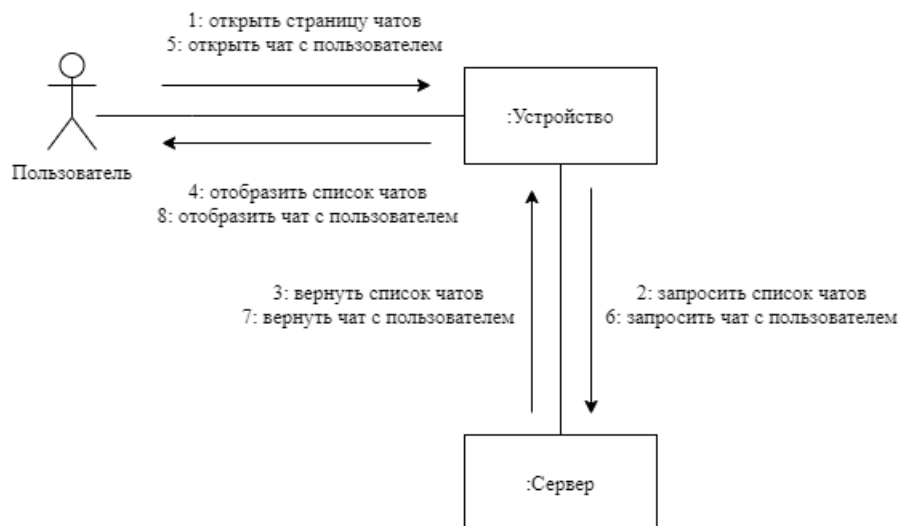 1: открыть страницу чатов
5: открыть чат с пользователем
:Устройство
Пользователь
4: отобразить список чатов
8: отобразить чат с пользователем
3: вернуть список чатов
7: вернуть чат с пользователем
2: запросить список чатов
6: запросить чат с пользователем
:Сервер